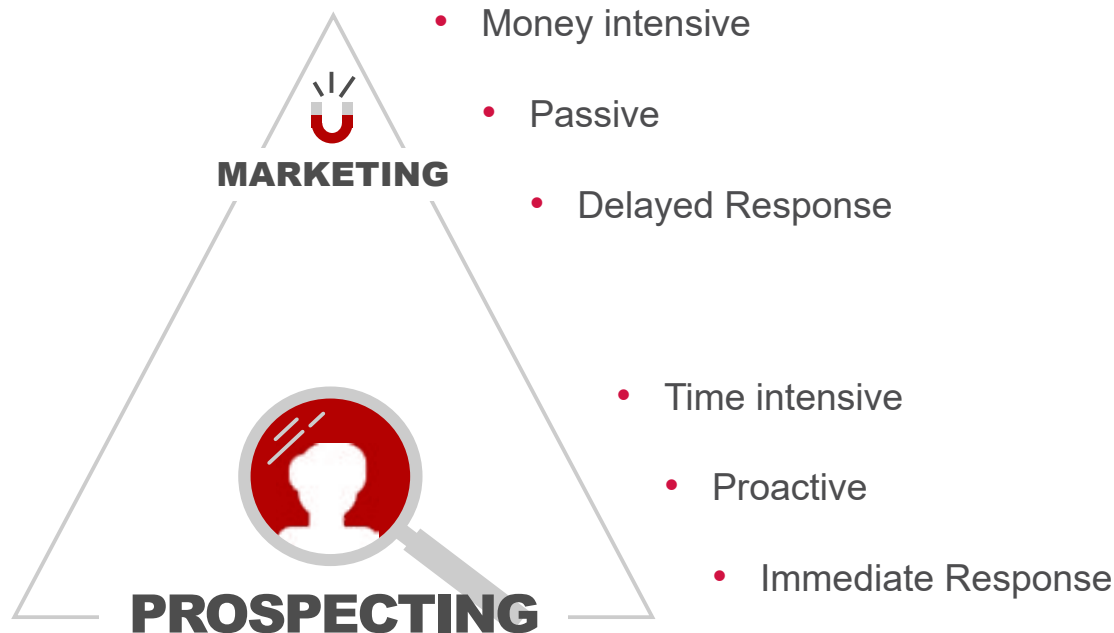 • Money intensive
• Passive
MARKETING
• Delayed Response
• Time intensive
• Proactive
• Immediate Response
PROSPECTING